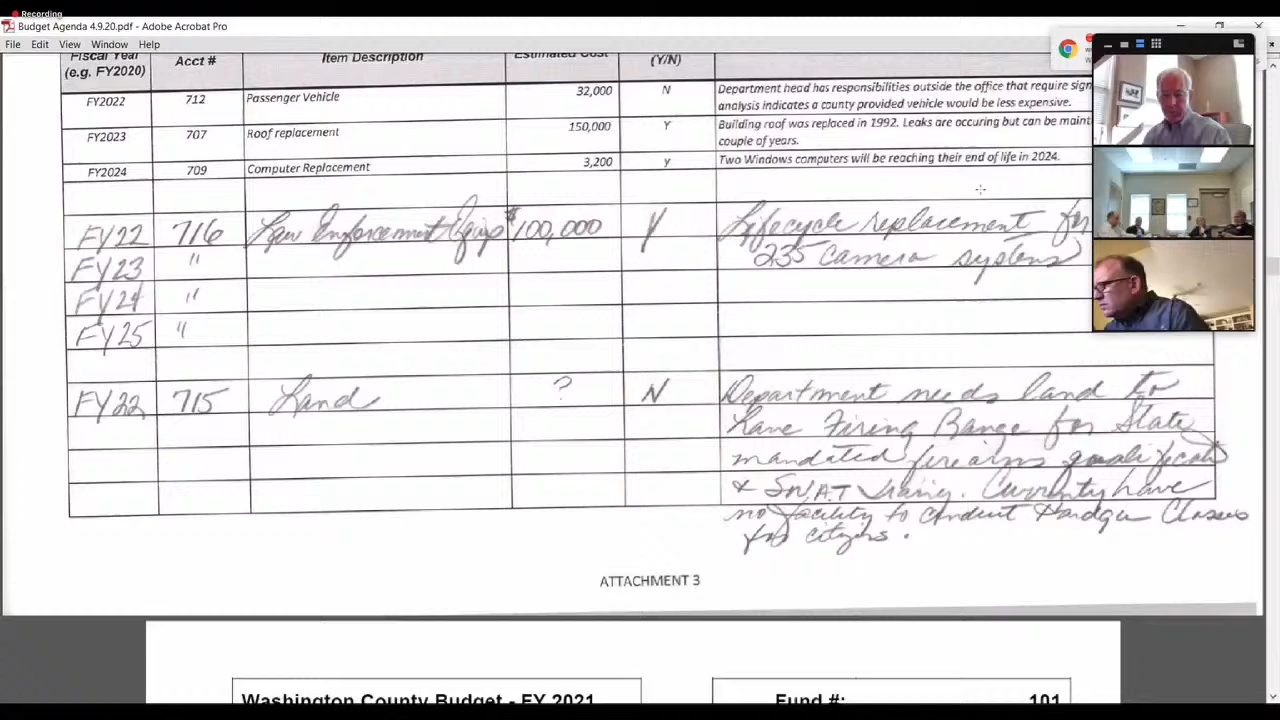 Recording
Budget Agenda 4.9.20.pdf - Adobe Acrobat Pro
File Edit View Window Help
Fiscal Year (e.g. FY2020) Acct # Item Description Estimated Cost (Y/N)
FY2022 712 Passenger Vehicle 32,000 N Department head has responsibilities outside the office that require sign
analysis indicates a county provided vehicle would be less expensive.
FY2023 707 Roof replacement 150,000 Y Building roof was replaced in 1992. Leaks are occuring but can be maint
couple of years.
FY2024 709 Computer Replacement 3,200 y Two Windows computers will be reaching their end of life in 2024.
FY22 716 Law Enforcement Equip $100,000 Y Lifecycle replacement for
FY23 " 235 camera systems
FY24 "
FY25 "
FY22 715 Land ? N Department needs land to
have Firing Range for State
mandated firearms qualificat
& S.W.A.T Training. Currenty have
no facility to conduct Handgun Classes
for citizens.
ATTACHMENT 3
Washington County Budget - FY 2021 Fund #: 101